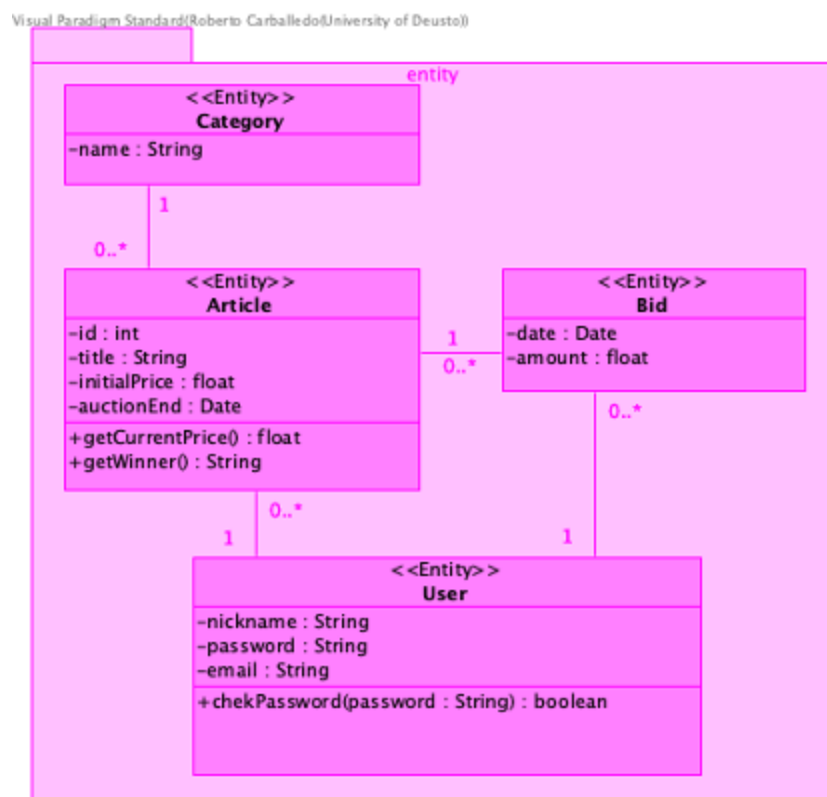 Visual Paradigm Standard(Roberto Carballedo(University of Deusto))
entity
<<Entity>>
Category
-name : String
1
0..*
<<Entity>>
Article
-id : int
-title : String
-initialPrice : float
-auctionEnd : Date
+getCurrentPrice() : float
+getWinner() : String
1
0..*
<<Entity>>
Bid
-date : Date
-amount : float
0..*
1
0..*
1
<<Entity>>
User
-nickname : String
-password : String
-email : String
+chekPassword(password : String) : boolean